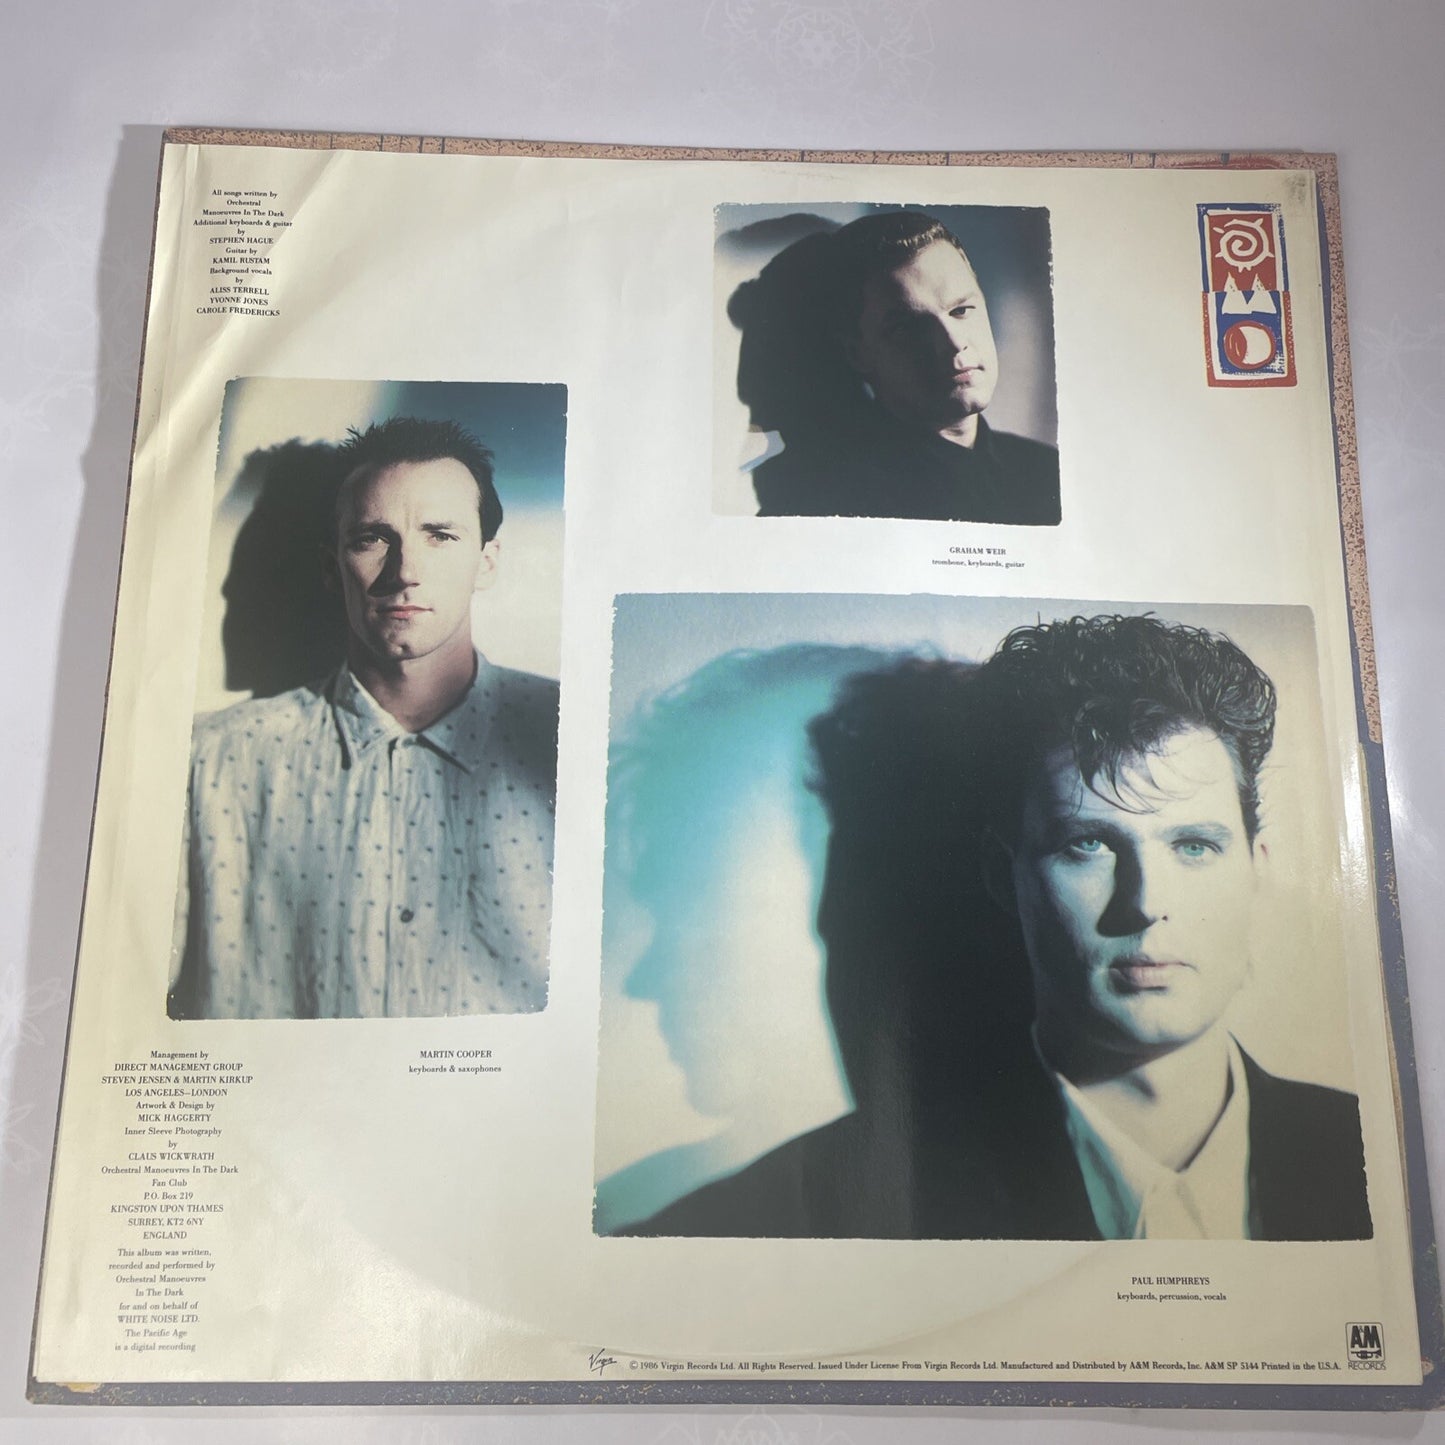 All songs written by
Orchestral
Manoeuvres In The Dark
Additional keyboards & guitar
by
STEPHEN HAGUE
Guitar by
KAMIL RUSTAM
Background vocals
by
ALISS TERRELL
YVONNE JONES
CAROLE FREDERICKS
OMD
GRAHAM WEIR
trombone, keyboards, guitar
MARTIN COOPER
keyboards & saxophones
Management by
DIRECT MANAGEMENT GROUP
STEVEN JENSEN & MARTIN KIRKUP
LOS ANGELES—LONDON
Artwork & Design by
MICK HAGGERTY
Inner Sleeve Photography
by
CLAUS WICKWRATH
Orchestral Manoeuvres In The Dark
Fan Club
P.O. Box 219
KINGSTON UPON THAMES
SURREY, KT2 6NY
ENGLAND
This album was written,
recorded and performed by
Orchestral Manoeuvres
In The Dark
for and on behalf of
WHITE NOISE LTD.
The Pacific Age
is a digital recording
PAUL HUMPHREYS
keyboards, percussion, vocals
Virgin © 1986 Virgin Records Ltd. All Rights Reserved. Issued Under License From Virgin Records Ltd. Manufactured and Distributed by A&M Records, Inc. A&M SP 5144 Printed in the U.S.A.
A&M
RECORDS